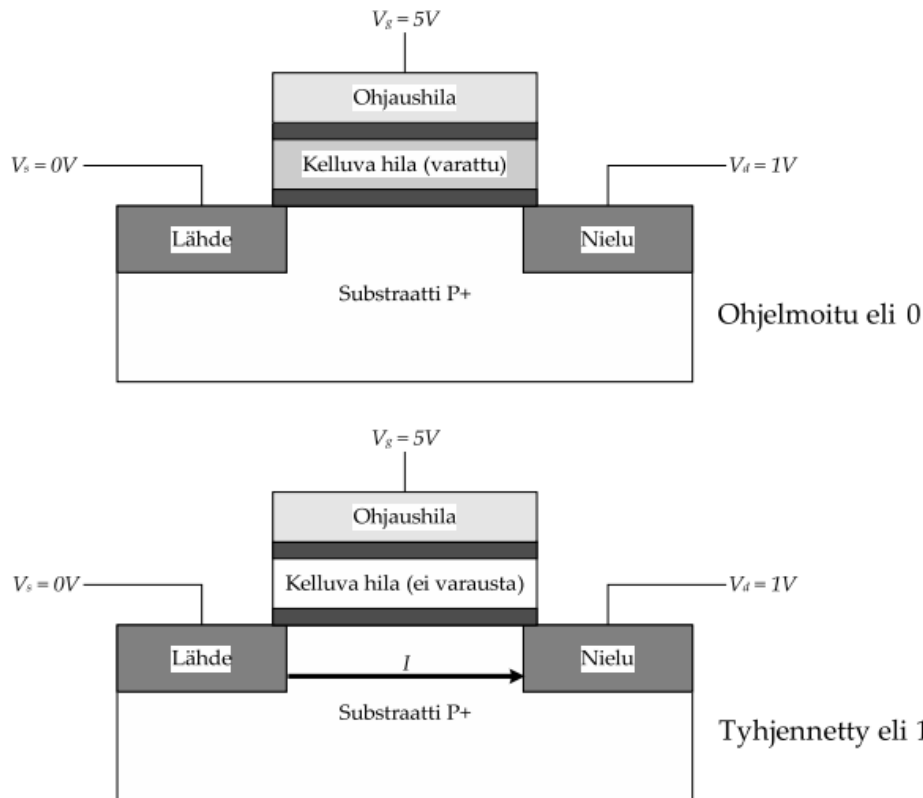 V_g = 5V
Ohjaushila
V_s = 0V
Kelluva hila (varattu)
V_d = 1V
Lähde
Nielu
Substraatti P+
Ohjelmoitu eli 0
V_g = 5V
Ohjaushila
V_s = 0V
Kelluva hila (ei varausta)
V_d = 1V
Lähde
I
Nielu
Substraatti P+
Tyhjennetty eli 1